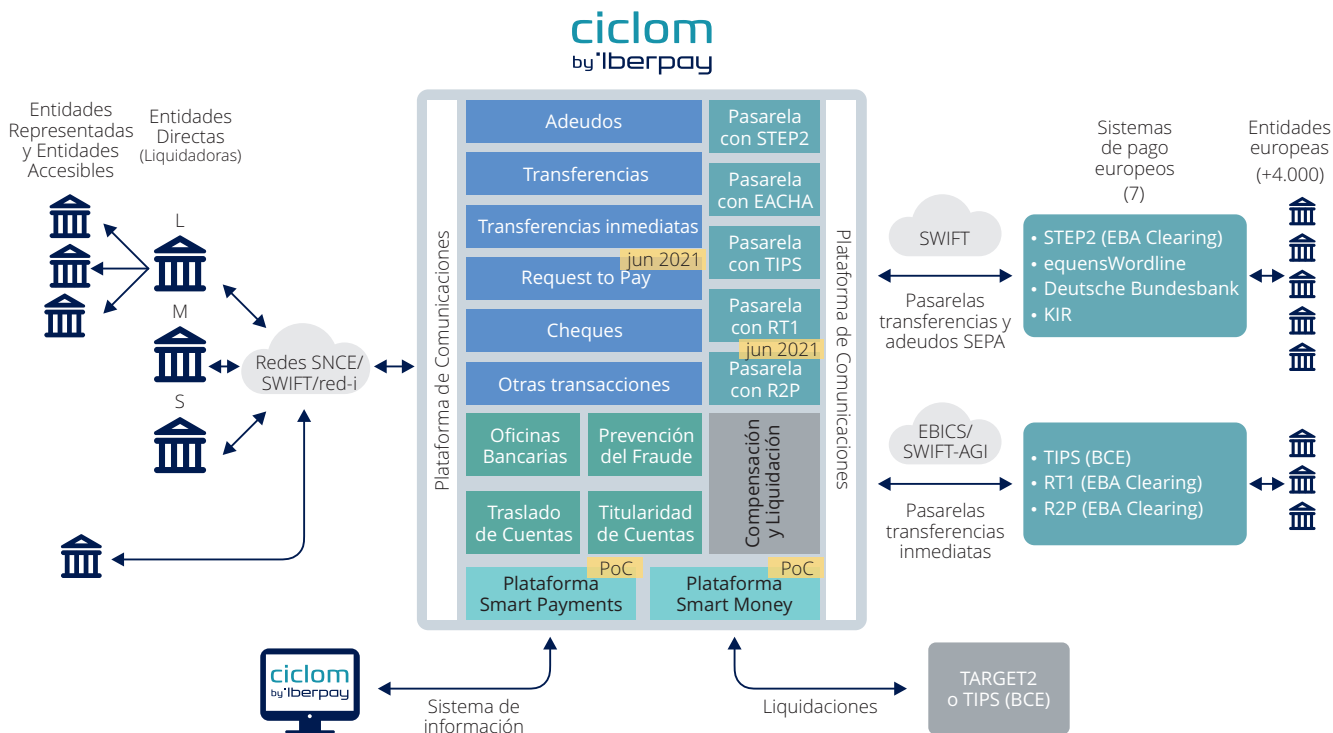 ciclom
by Iberpay
Entidades
Representadas
y Entidades
Accesibles
Entidades
Directas
(Liquidadoras)
L
M
S
Redes SNCE/
SWIFT/red-i
Plataforma de Comunicaciones
Adeudos
Transferencias
Transferencias inmediatas
jun 2021
Request to Pay
Cheques
Otras transacciones
Pasarela
con STEP2
Pasarela
con EACHA
Pasarela
con TIPS
Pasarela
con RT1
jun 2021
Pasarela
con R2P
Oficinas
Bancarias
Prevención
del Fraude
Traslado
de Cuentas
Titularidad
de Cuentas
Compensación
y Liquidación
PoC
Plataforma
Smart Payments
PoC
Plataforma
Smart Money
Plataforma de Comunicaciones
SWIFT
Pasarelas
transferencias y
adeudos SEPA
Sistemas
de pago
europeos
(7)
Entidades
europeas
(+4.000)
• STEP2 (EBA Clearing)
• equensWordline
• Deutsche Bundesbank
• KIR
EBICS/
SWIFT-AGI
Pasarelas
transferencias
inmediatas
• TIPS (BCE)
• RT1 (EBA Clearing)
• R2P (EBA Clearing)
ciclom
by Iberpay
Sistema de
información
Liquidaciones
TARGET2
o TIPS (BCE)